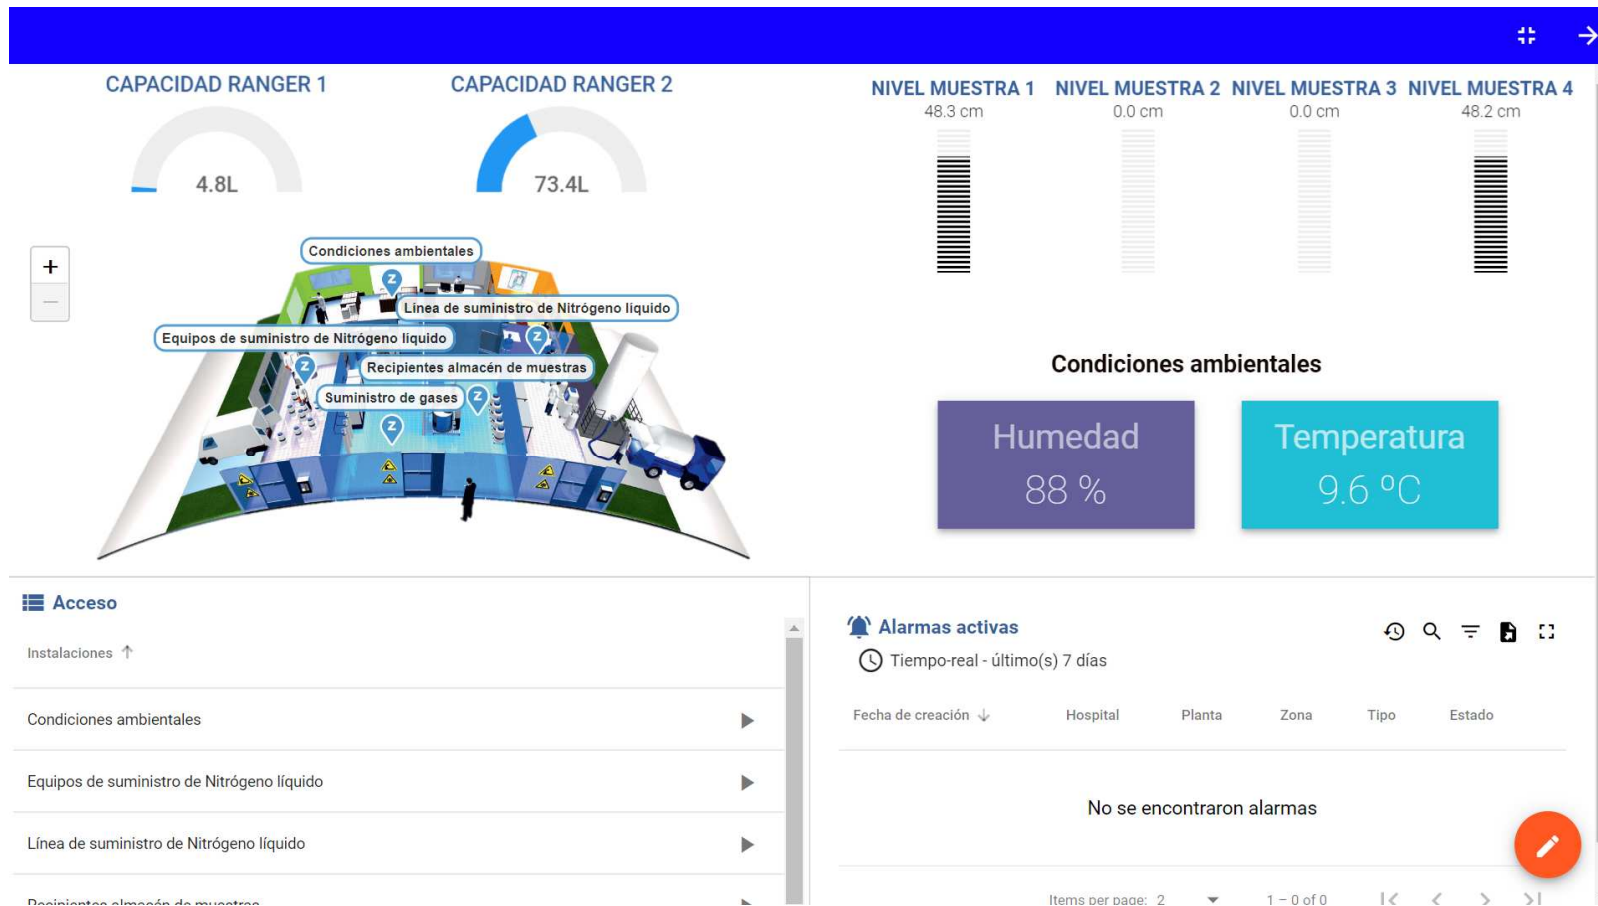 CAPACIDAD RANGER 1
4.8L
CAPACIDAD RANGER 2
73.4L
NIVEL MUESTRA 1
48.3 cm
NIVEL MUESTRA 2
0.0 cm
NIVEL MUESTRA 3
0.0 cm
NIVEL MUESTRA 4
48.2 cm
+
−
Condiciones ambientales
Línea de suministro de Nitrógeno líquido
Equipos de suministro de Nitrógeno líquido
Recipientes almacén de muestras
Suministro de gases
Z
Z
Z
Z
Z
Condiciones ambientales
Humedad
88 %
Temperatura
9.6 ºC
Acceso
Instalaciones
Condiciones ambientales
Equipos de suministro de Nitrógeno líquido
Línea de suministro de Nitrógeno líquido
Recipientes almacén de muestras
Alarmas activas
Tiempo-real - último(s) 7 días
Fecha de creación Hospital Planta Zona Tipo Estado
No se encontraron alarmas
Items per page: 2 1 – 0 of 0